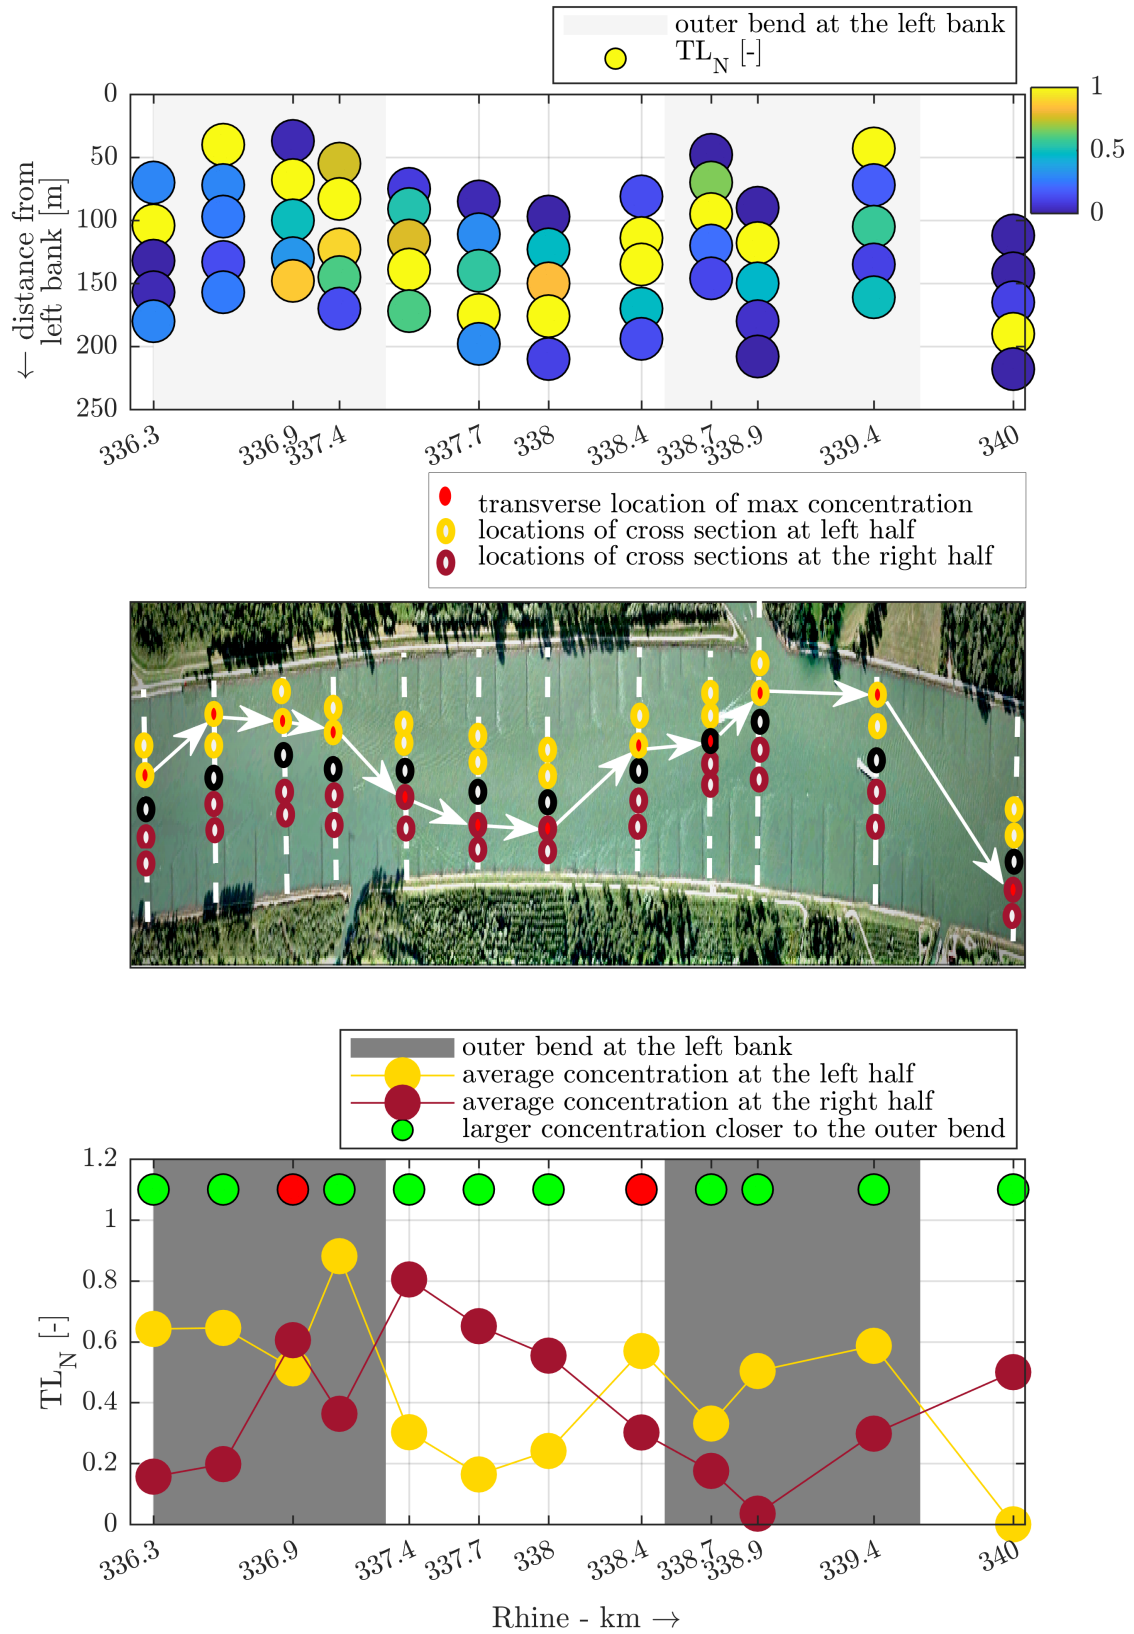 outer bend at the left bank
TL_N [-]
0
50
100
150
200
250
← distance from
left bank [m]
1
0.5
0
336.3
336.9
337.4
337.7
338
338.4
338.7
338.9
339.4
340
transverse location of max concentration
locations of cross section at left half
locations of cross sections at the right half
outer bend at the left bank
average concentration at the left half
average concentration at the right half
larger concentration closer to the outer bend
1.2
1
0.8
0.6
0.4
0.2
0
TL_N [-]
336.3
336.9
337.4
337.7
338
338.4
338.7
338.9
339.4
340
Rhine - km →